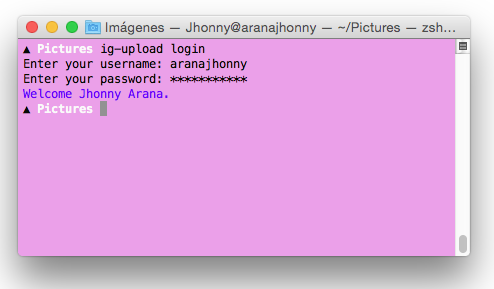 Imágenes — Jhonny@aranajhonny — ~/Pictures — zsh...
▲ Pictures ig-upload login
Enter your username: aranajhonny
Enter your password: ***********
Welcome Jhonny Arana.
▲ Pictures